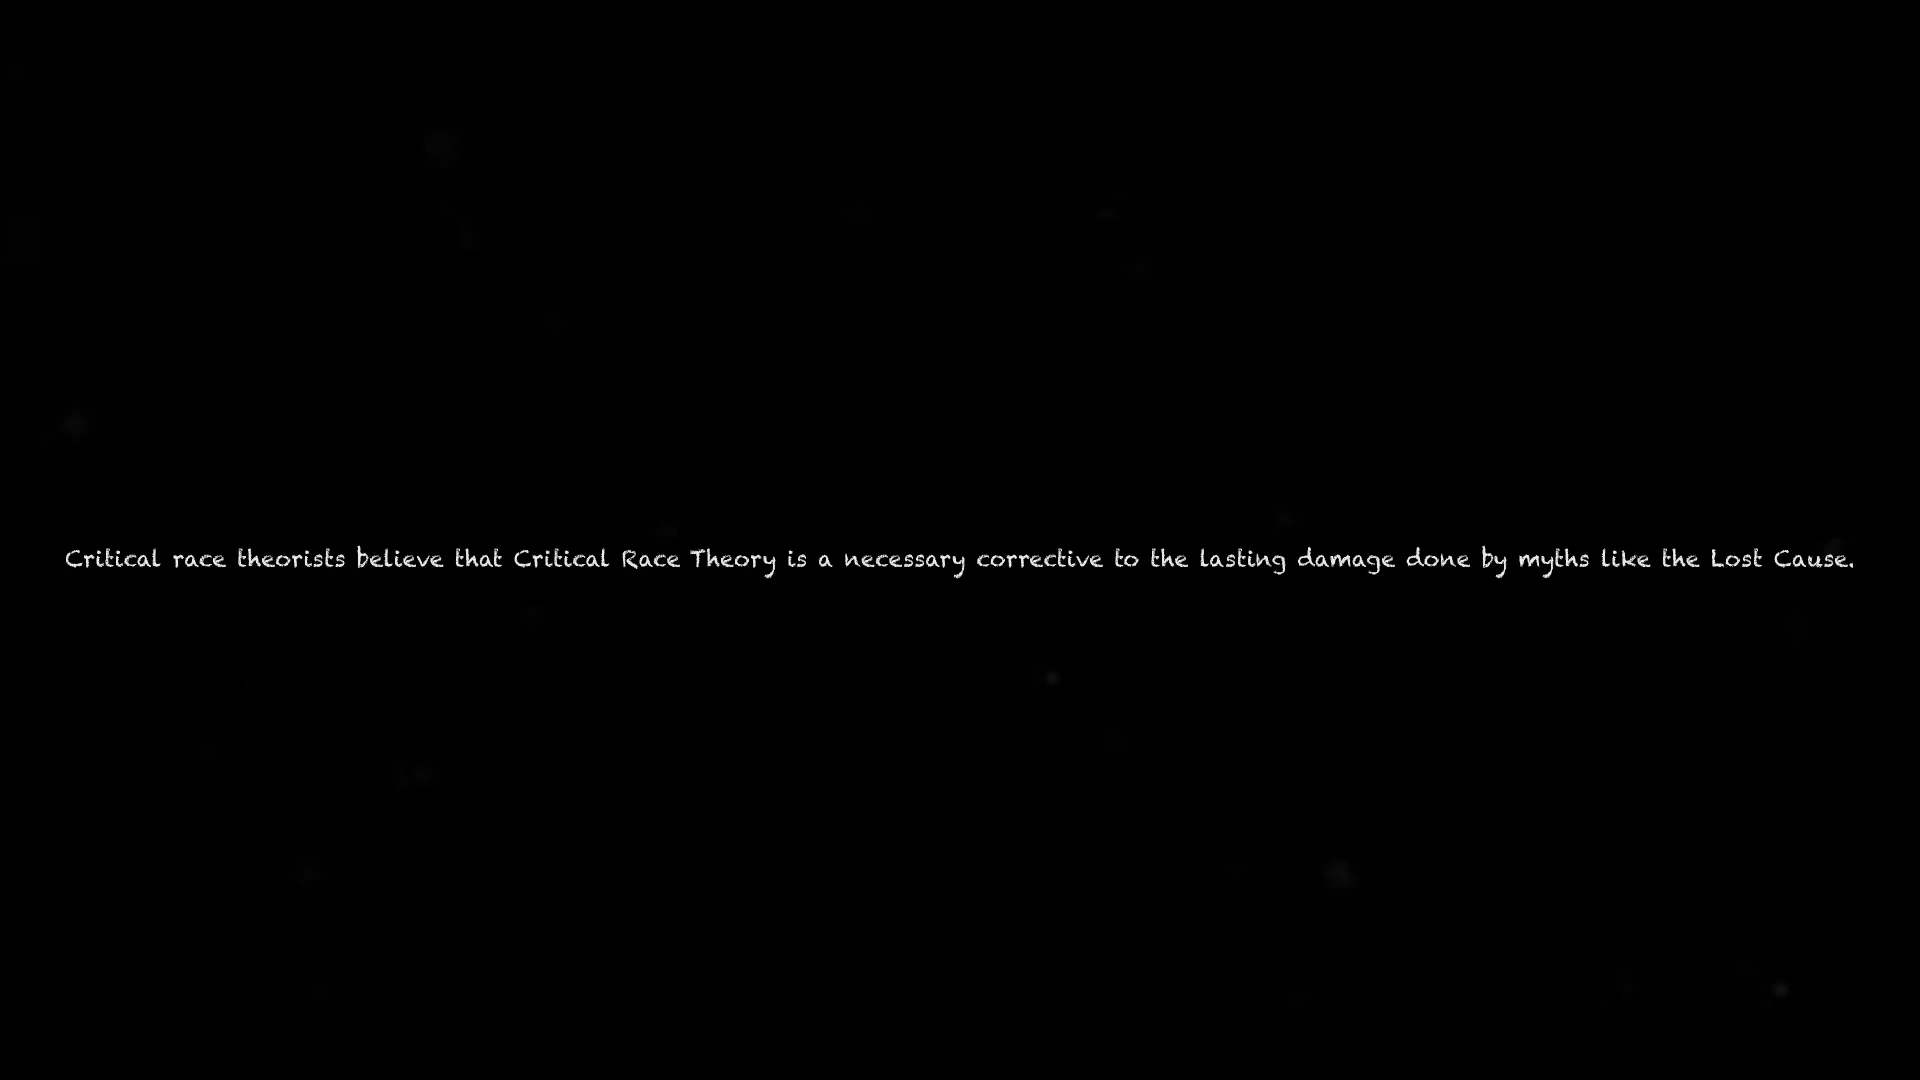 Critical race theorists believe that Critical Race Theory is a necessary corrective to the lasting damage done by myths like the Lost Cause.